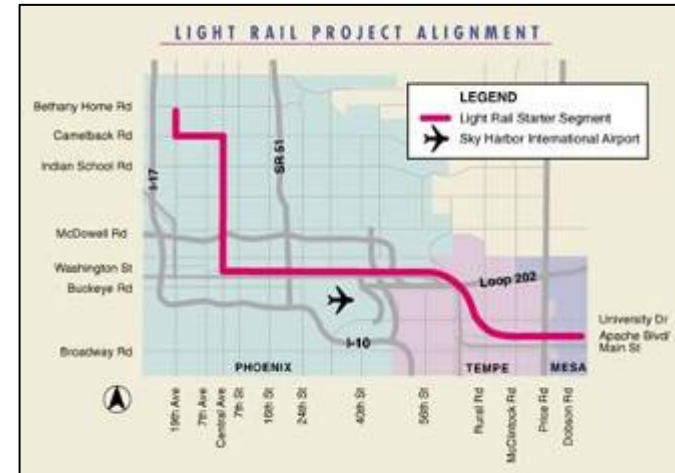 LIGHT RAIL PROJECT ALIGNMENT
LEGEND
Light Rail Starter Segment
Sky Harbor International Airport
Bethany Home Rd
Camelback Rd
Indian School Rd
McDowell Rd
Washington St
Buckeye Rd
Broadway Rd
I-17
SR 51
Loop 202
I-10
University Dr
Apache Blvd/
Main St
PHOENIX
TEMPE
MESA
19th Ave
7th Ave
Central Ave
7th St
16th St
24th St
40th St
56th St
Rural Rd
McClintock Rd
Price Rd
Dobson Rd